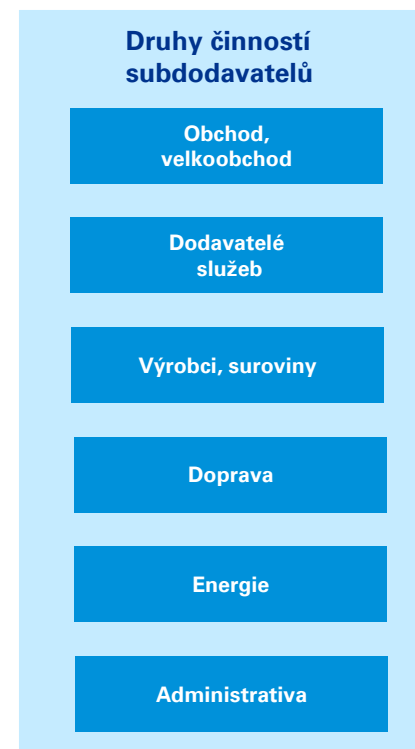 Druhy činností
subdodavatelů
Obchod,
velkoobchod
Dodavatelé
služeb
Výrobci, suroviny
Doprava
Energie
Administrativa